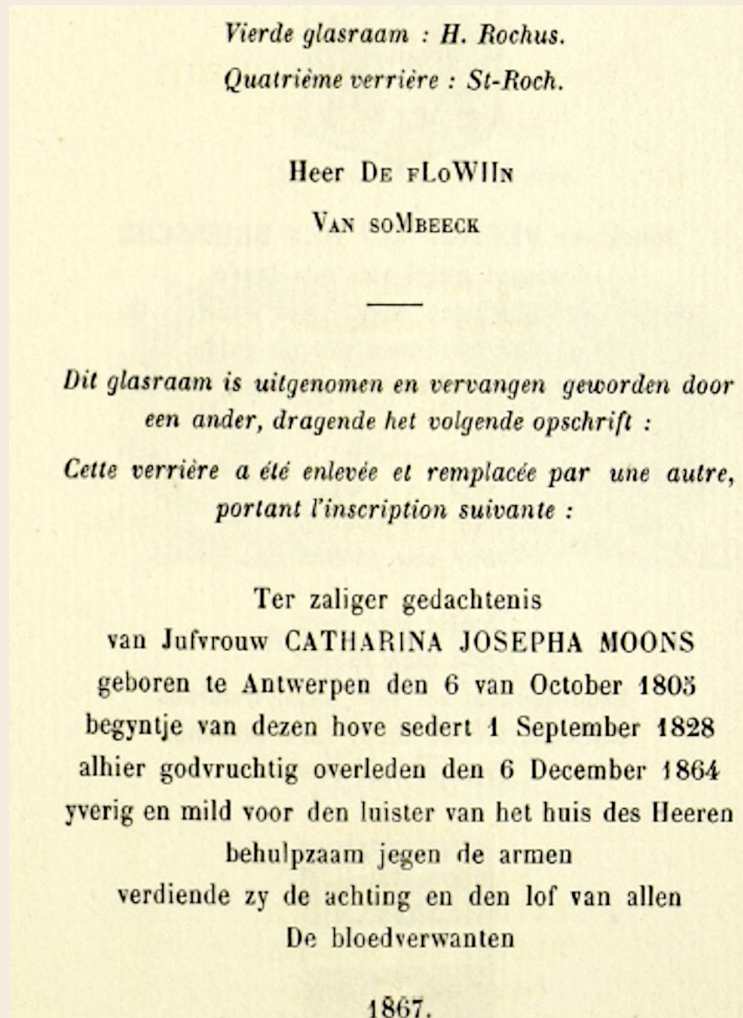 Vierde glasraam : H. Rochus.
Quatrième verrière : St-Roch.
Heer De fLoWIIn
Van soMbeeck
Dit glasraam is uitgenomen en vervangen geworden door
een ander, dragende het volgende opschrift :
Cette verrière a été enlevée et remplacée par une autre,
portant l'inscription suivante :
Ter zaliger gedachtenis
van Jufvrouw CATHARINA JOSEPHA MOONS
geboren te Antwerpen den 6 van October 1805
begyntje van dezen hove sedert 1 September 1828
alhier godvruchtig overleden den 6 December 1864
yverig en mild voor den luister van het huis des Heeren
behulpzaam jegen de armen
verdiende zy de achting en den lof van allen
De bloedverwanten
1867.